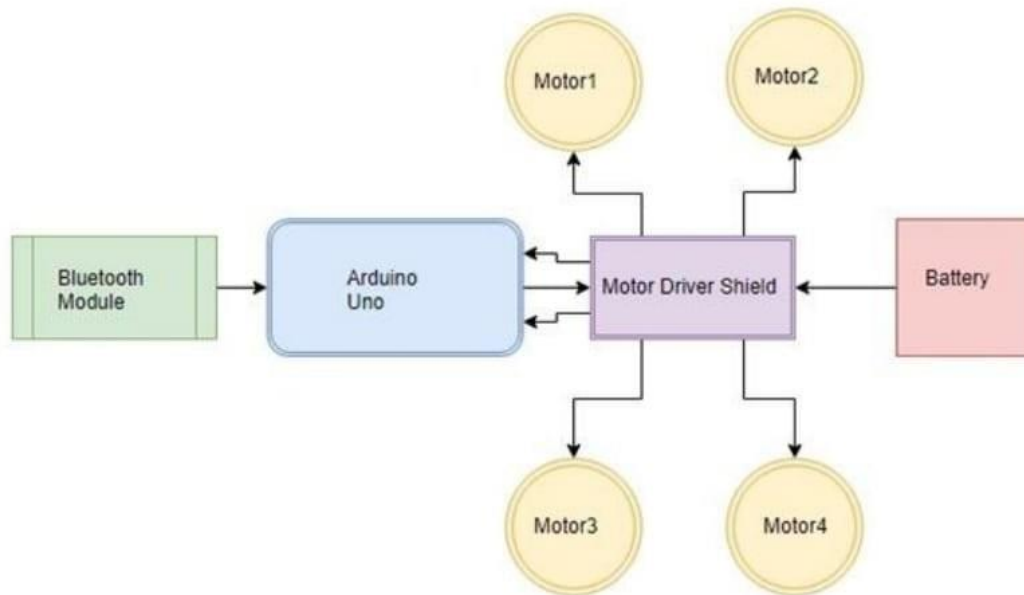 Motor1
Motor2
Bluetooth
Module
Arduino
Uno
Motor Driver Shield
Battery
Motor3
Motor4